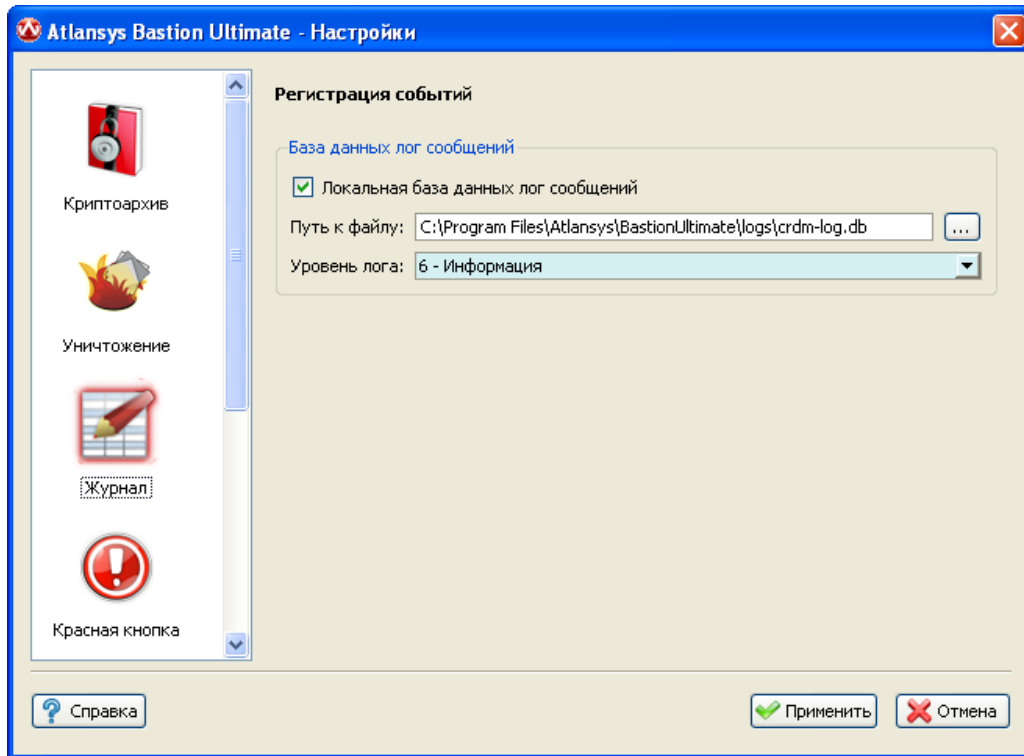 Atlansys Bastion Ultimate - Настройки
Криптоархив
Уничтожение
Журнал
Красная кнопка
Регистрация событий
База данных лог сообщений
Локальная база данных лог сообщений
Путь к файлу: C:\Program Files\Atlansys\BastionUltimate\logs\crdm-log.db ...
Уровень лога: 6 - Информация
Справка
Применить
Отмена